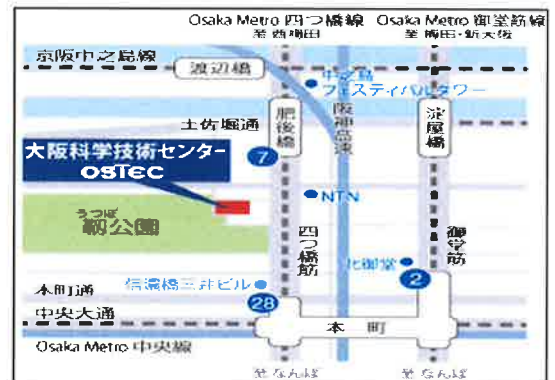 Osaka Metro 四つ橋線
至 西梅田
Osaka Metro 御堂筋線
至 梅田・新大阪
京阪中之島線
渡辺橋
中之島
フェスティバルタワー
肥後橋
阪神高速
淀屋橋
土佐堀通
大阪科学技術センター
OSTEC
7
NTN
うつぼ
靭公園
四つ橋筋
御堂筋
北御堂
2
本町通
信濃橋三井ビル
28
中央大通
本町
Osaka Metro 中央線
至 なんば
至 なんば